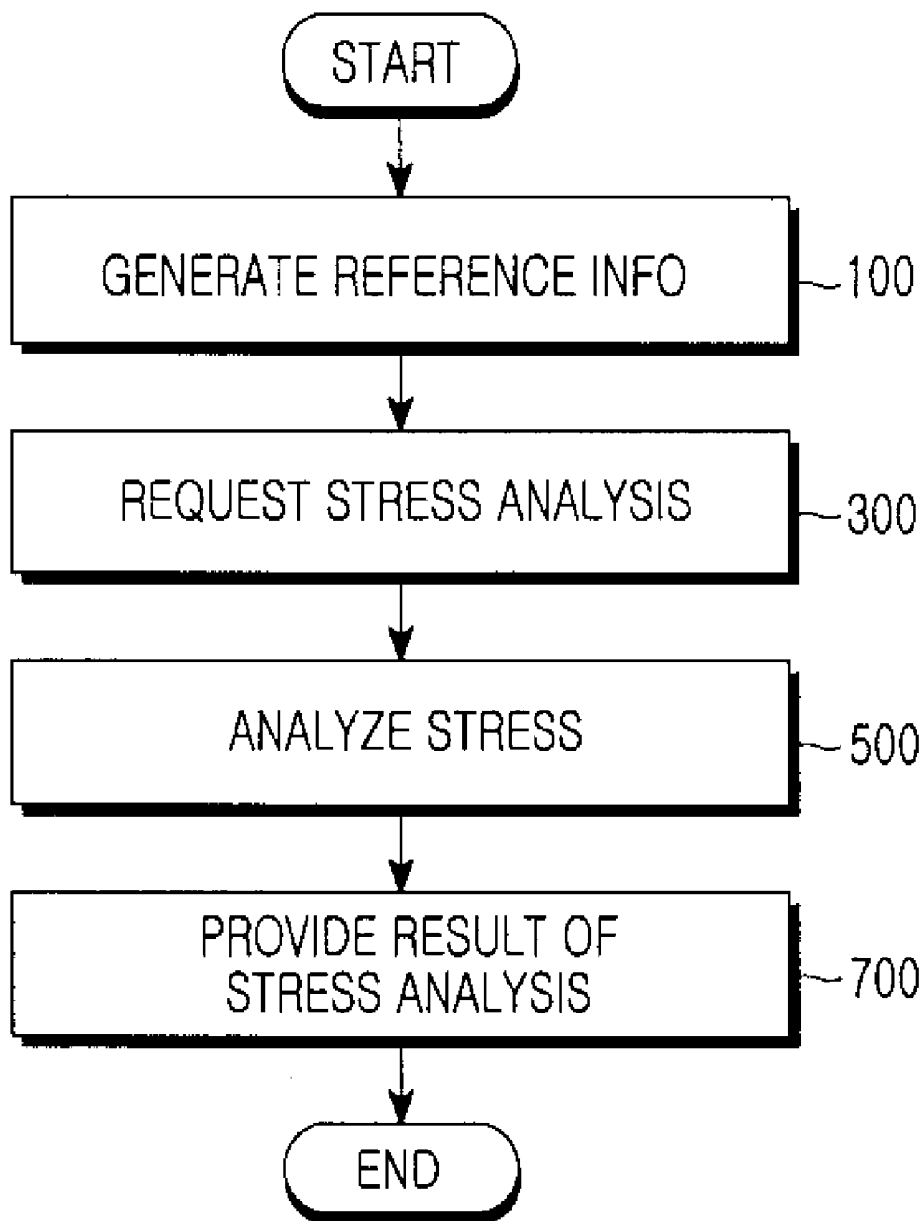 START
GENERATE REFERENCE INFO
100
REQUEST STRESS ANALYSIS
300
ANALYZE STRESS
500
PROVIDE RESULT OF
STRESS ANALYSIS
700
END